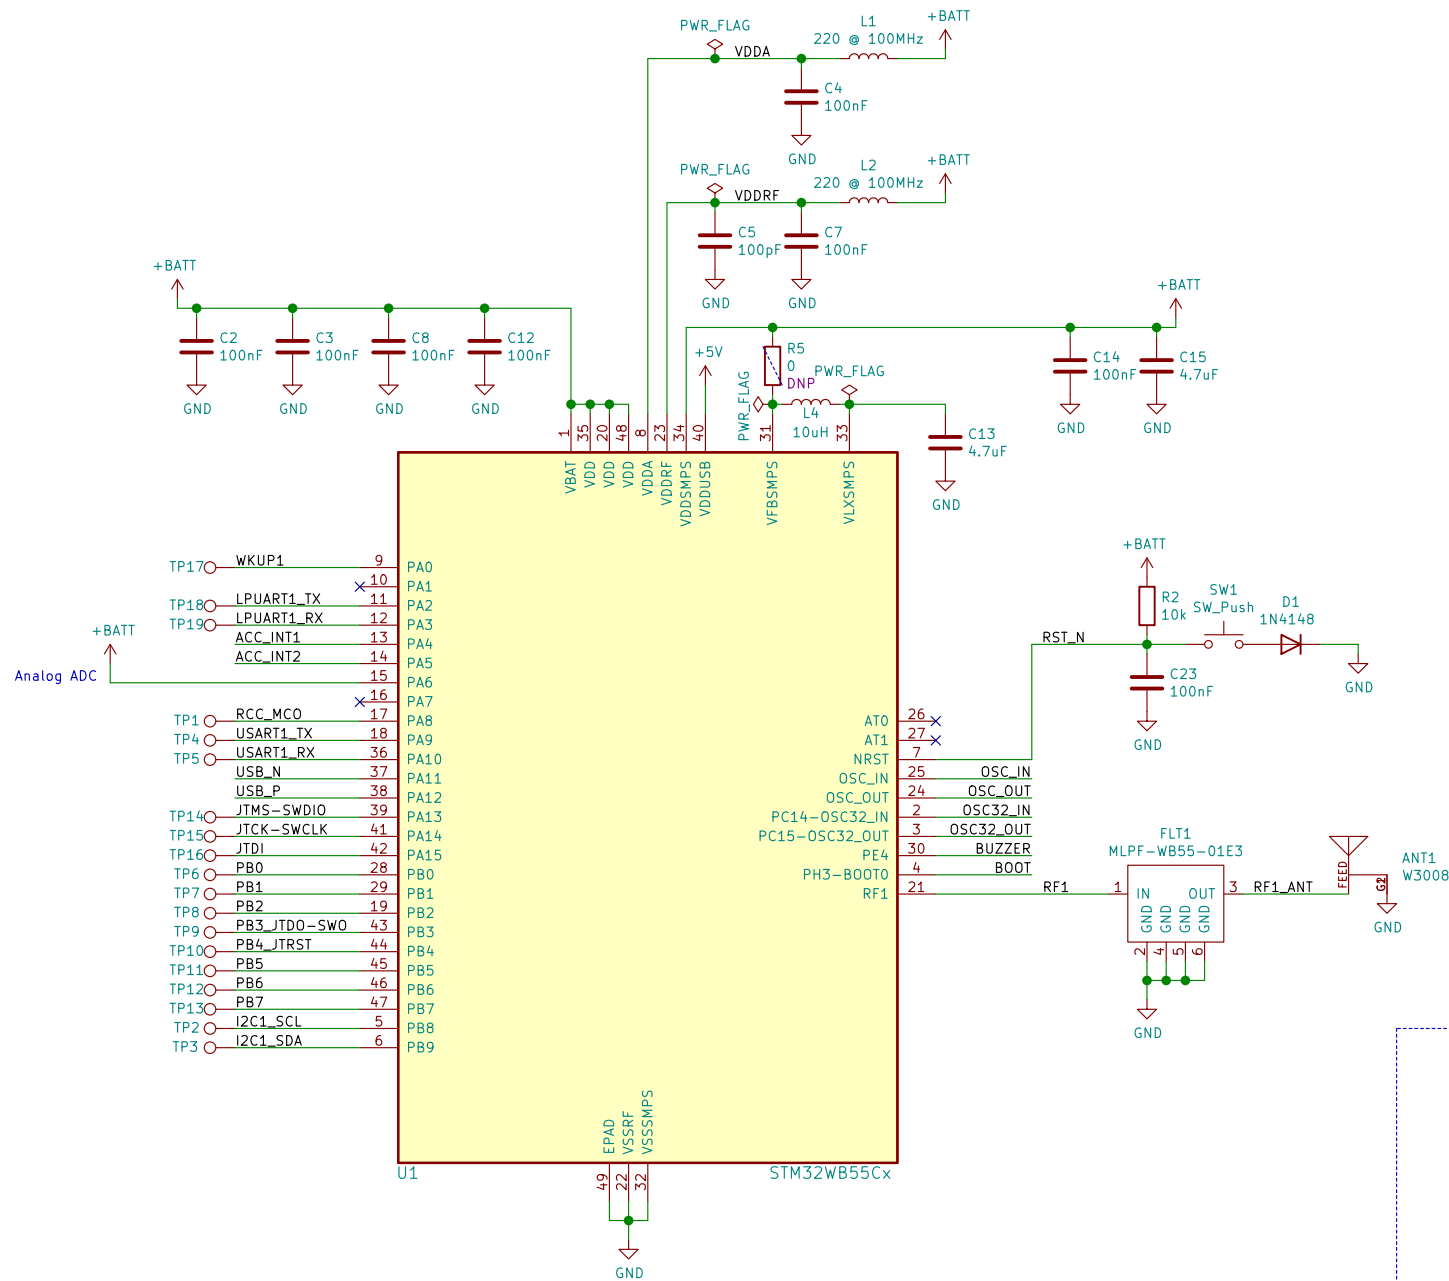 PWR_FLAG
L1
220 @ 100MHz
+BATT
VDDA
C4
100nF
GND
PWR_FLAG
L2
220 @ 100MHz
+BATT
VDDRF
C5
100pF
C7
100nF
GND
GND
+BATT
C2
100nF
C3
100nF
C8
100nF
C12
100nF
GND
GND
GND
GND
+BATT
+5V
R5
0
DNP
PWR_FLAG
PWR_FLAG
L4
10uH
C14
100nF
C15
4.7uF
GND
GND
C13
4.7uF
GND
1
35
20
48
8
23
34
40
31
33
VBAT
VDD
VDD
VDD
VDDA
VDDRF
VDDSMPS
VDDUSB
VFBSMPS
VLXSMPS
TP17 WKUP1 9 PA0
10 PA1
TP18 LPUART1_TX 11 PA2
TP19 LPUART1_RX 12 PA3
ACC_INT1 13 PA4
ACC_INT2 14 PA5
+BATT
Analog ADC
15 PA6
16 PA7
TP1 RCC_MCO 17 PA8
TP4 USART1_TX 18 PA9
TP5 USART1_RX 36 PA10
USB_N 37 PA11
USB_P 38 PA12
TP14 JTMS-SWDIO 39 PA13
TP15 JTCK-SWCLK 41 PA14
TP16 JTDI 42 PA15
TP6 PB0 28 PB0
TP7 PB1 29 PB1
TP8 PB2 19 PB2
TP9 PB3_JTDO-SWO 43 PB3
TP10 PB4_JTRST 44 PB4
TP11 PB5 45 PB5
TP12 PB6 46 PB6
TP13 PB7 47 PB7
TP2 I2C1_SCL 5 PB8
TP3 I2C1_SDA 6 PB9
+BATT
R2
10k
SW1
SW_Push
D1
1N4148
RST_N
C23
100nF
GND
GND
AT0 26
AT1 27
NRST 7
OSC_IN 25 OSC_IN
OSC_OUT 24 OSC_OUT
PC14-OSC32_IN 2 OSC32_IN
PC15-OSC32_OUT 3 OSC32_OUT
PE4 30 BUZZER
PH3-BOOT0 4 BOOT
RF1 21 RF1
FLT1
MLPF-WB55-01E3
1 IN OUT 3 RF1_ANT
GND
GND
GND
GND
2
4
5
6
GND
FEED
ANT1
W3008
GND
EPAD
VSSRF
VSSSMPS
U1
STM32WB55Cx
49
22
32
GND